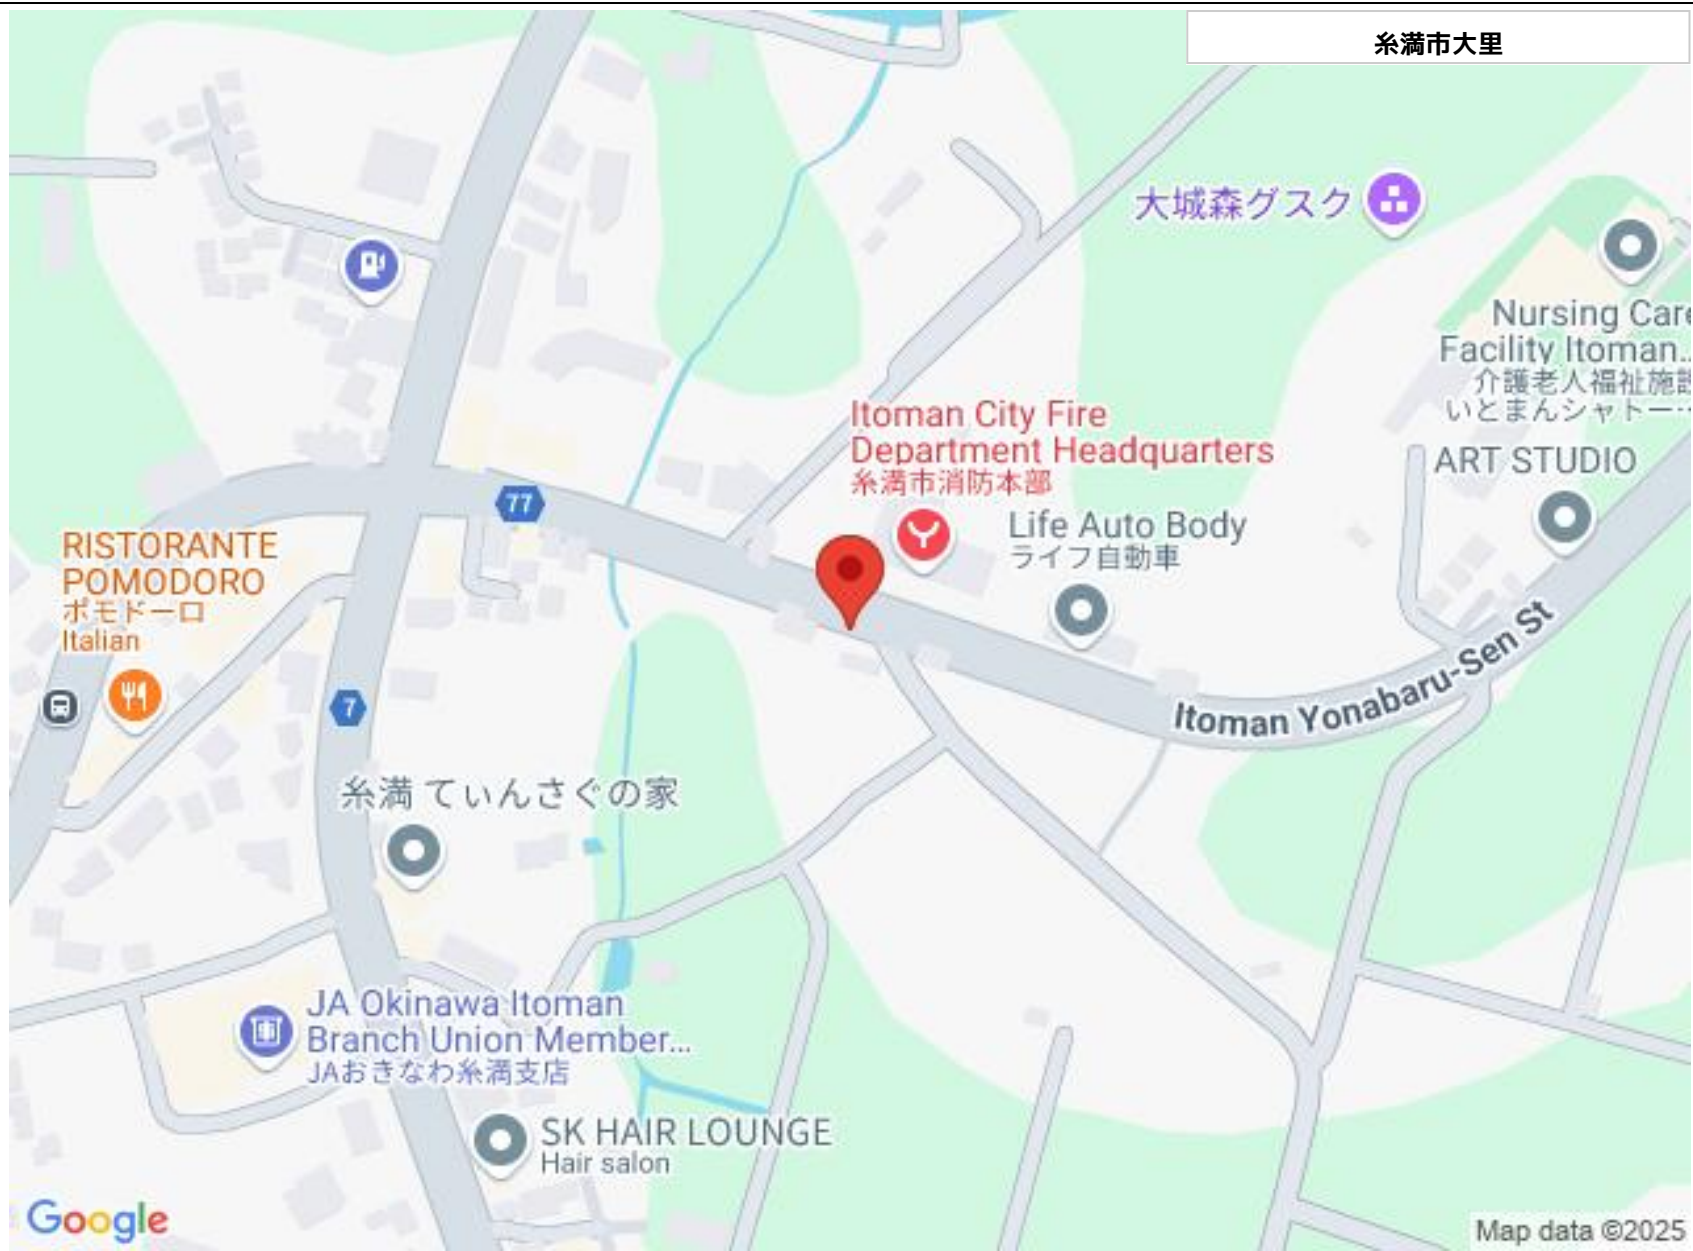 糸満市大里
大城森グスク
Nursing Care
Facility Itoman...
介護老人福祉施設
いとまんシャトー…
Itoman City Fire
Department Headquarters
糸満市消防本部
ART STUDIO
77
Life Auto Body
ライフ自動車
RISTORANTE
POMODORO
ポモドーロ
Italian
Itoman Yonabaru-Sen St
7
糸満 てぃんさぐの家
JA Okinawa Itoman
Branch Union Member...
JAおきなわ糸満支店
SK HAIR LOUNGE
Hair salon
Google
Map data ©2025